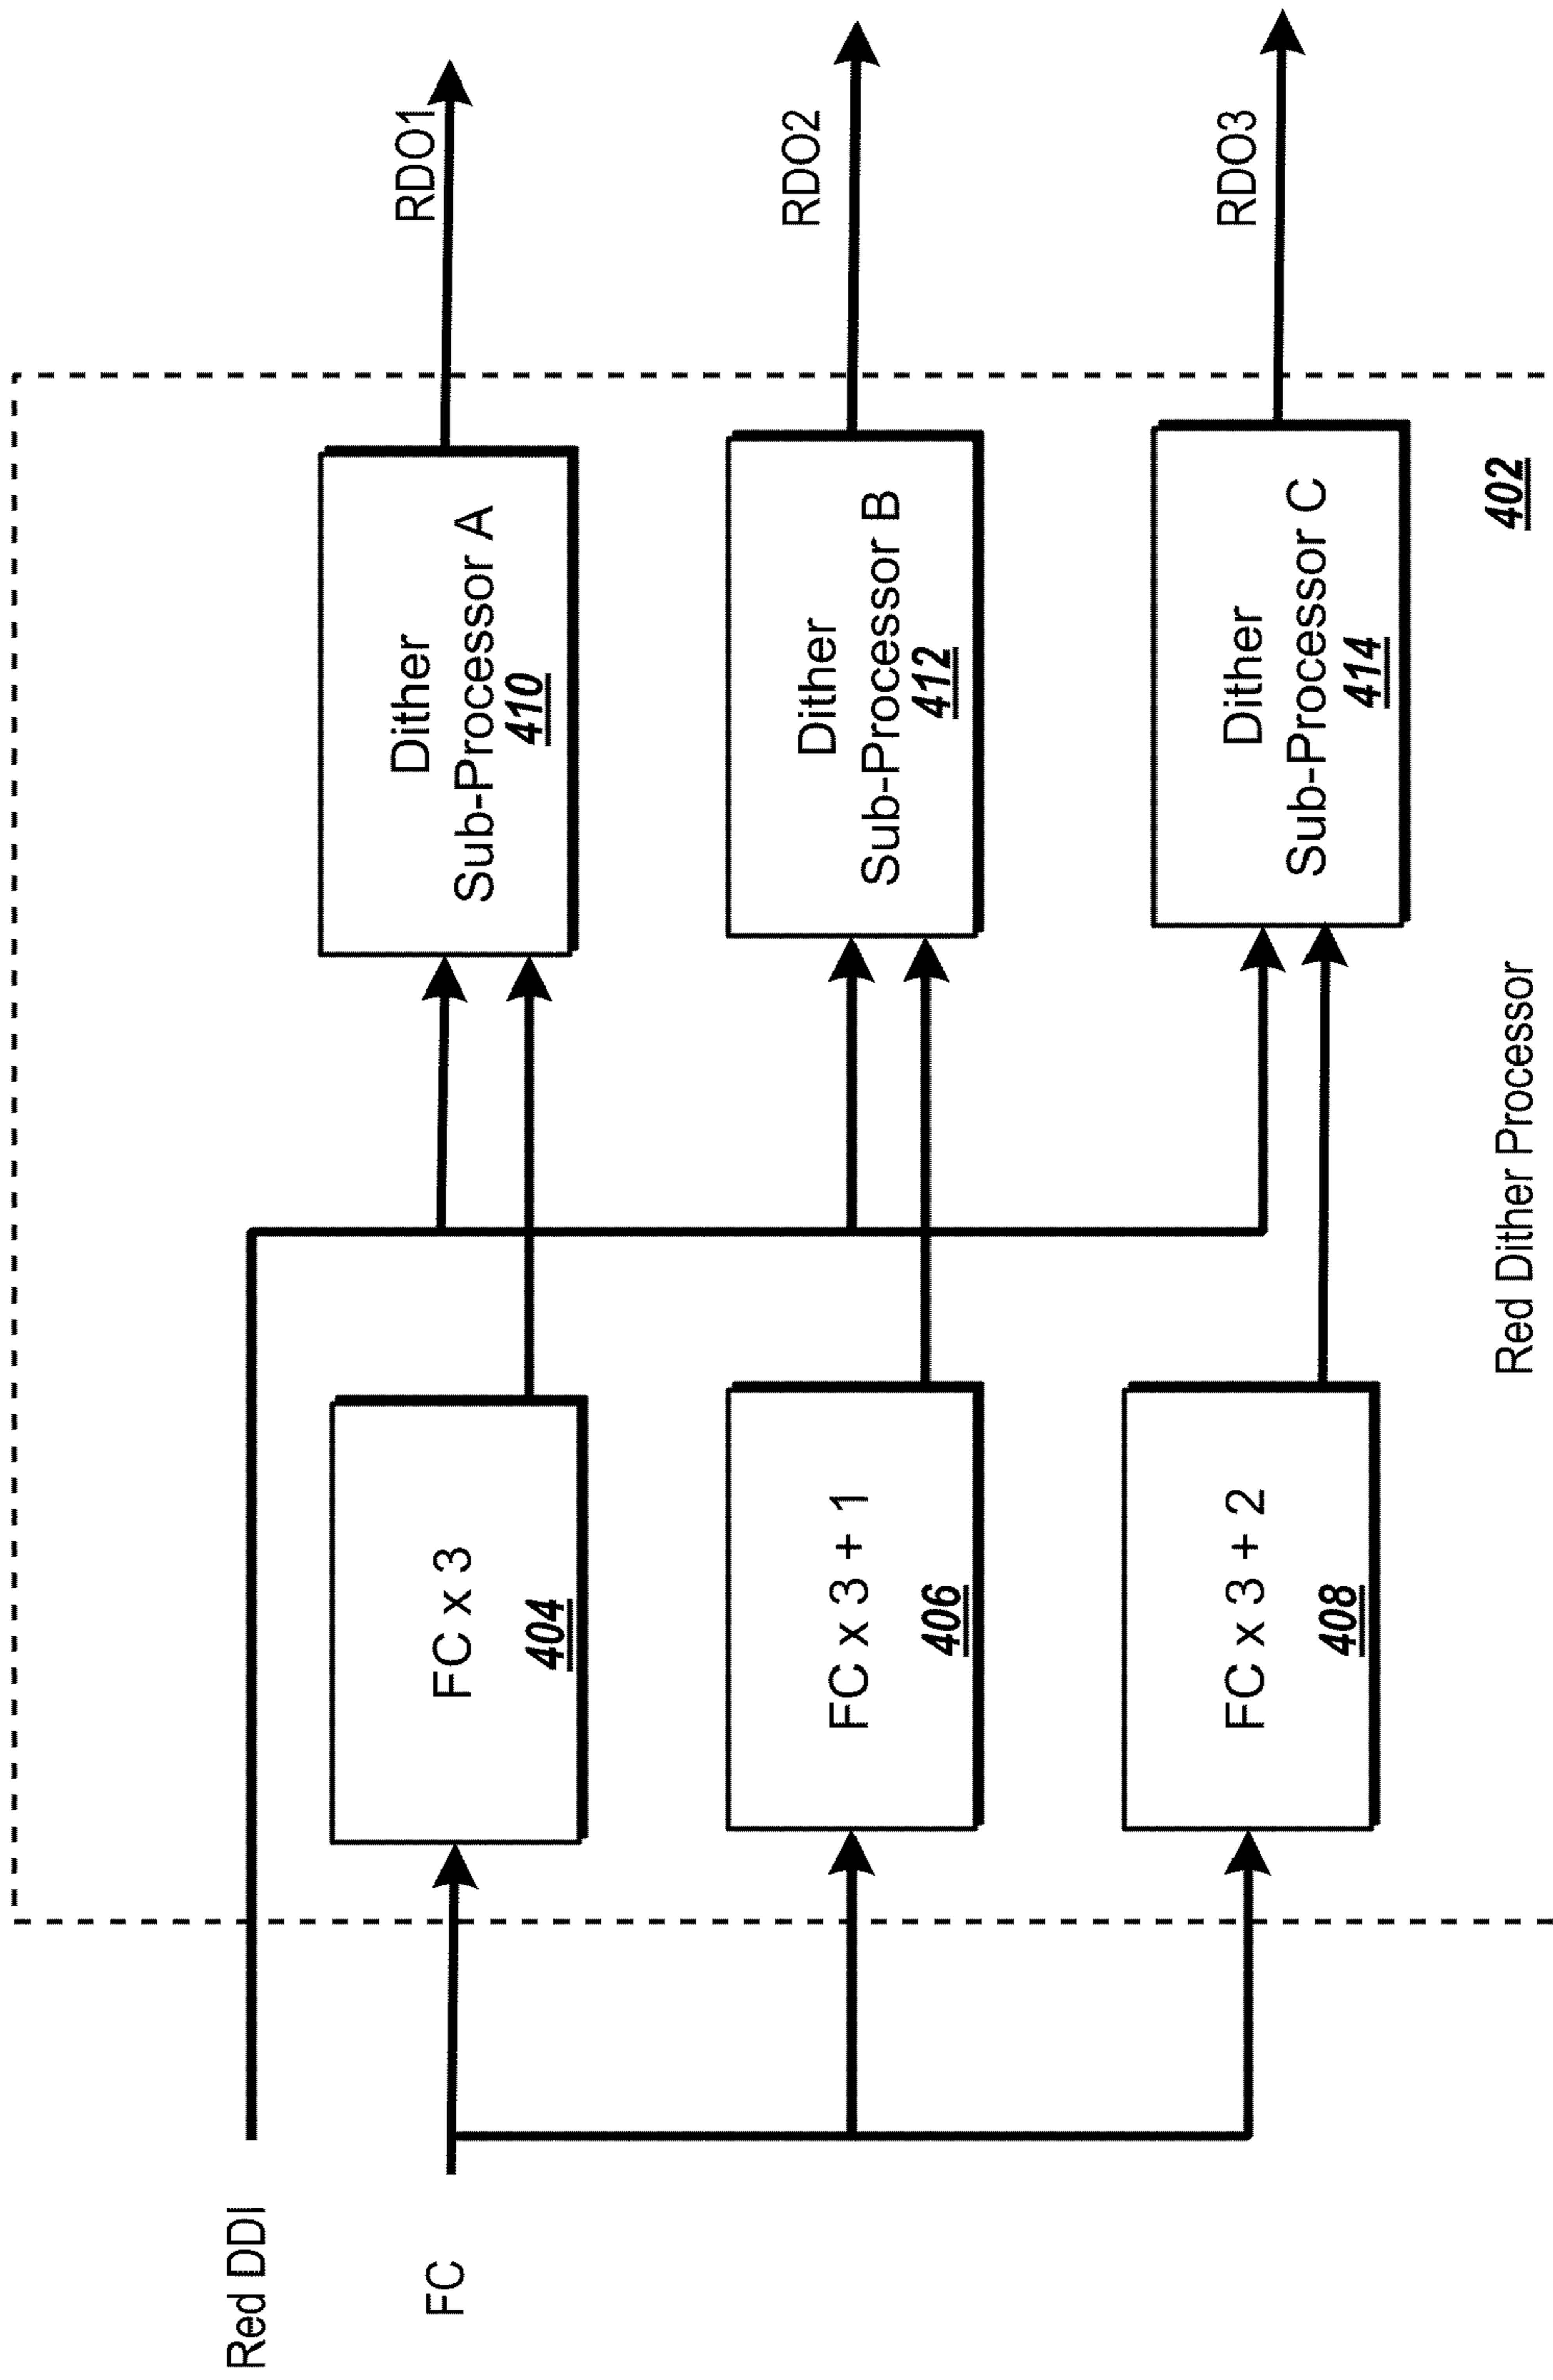 Red DDI
FC
FC x 3
404
FC x 3 + 1
406
FC x 3 + 2
408
Dither
Sub-Processor A
410
Dither
Sub-Processor B
412
Dither
Sub-Processor C
414
RDO1
RDO2
RDO3
Red Dither Processor
402